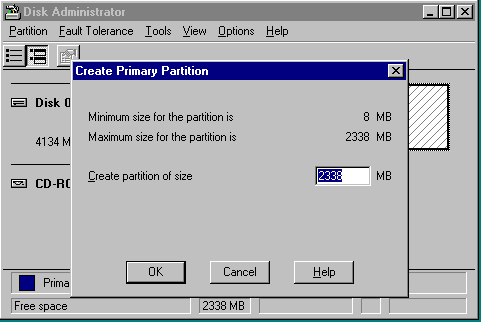 Disk Administrator
Partition Fault Tolerance Tools View Options Help
Create Primary Partition
Disk 0
Minimum size for the partition is 8 MB
4134 M
Maximum size for the partition is 2338 MB
CD-RO
Create partition of size 2338 MB
OK Cancel Help
Prima
Free space 2338 MB